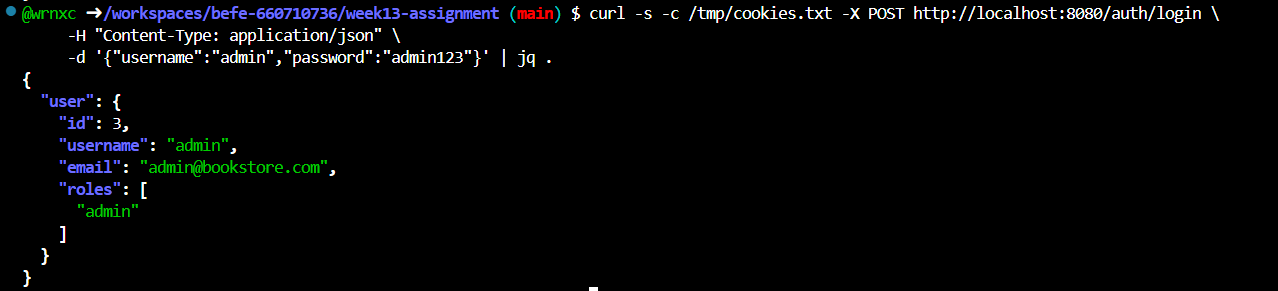 @wrnxc ➜/workspaces/befe-660710736/week13-assignment (main) $ curl -s -c /tmp/cookies.txt -X POST http://localhost:8080/auth/login \
-H "Content-Type: application/json" \
-d '{"username":"admin","password":"admin123"}' | jq .
{
"user": {
"id": 3,
"username": "admin",
"email": "admin@bookstore.com",
"roles": [
"admin"
]
}
}